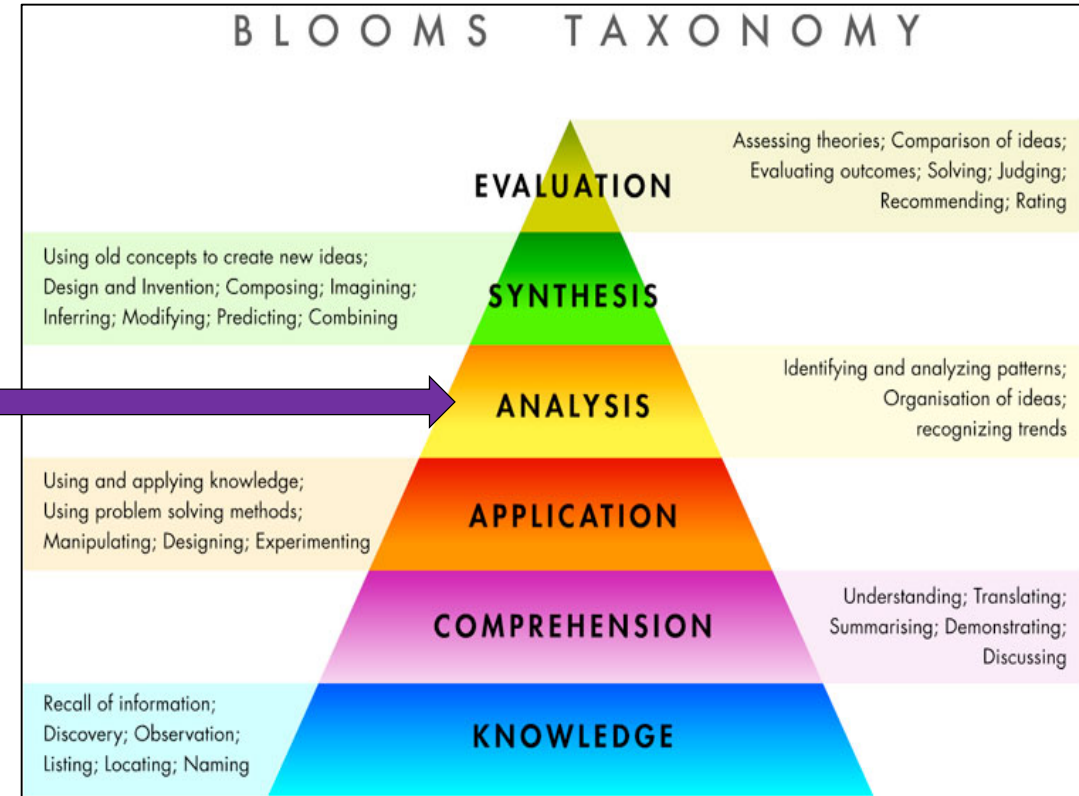 BLOOMS TAXONOMY
EVALUATION
Assessing theories; Comparison of ideas;
Evaluating outcomes; Solving; Judging;
Recommending; Rating
Using old concepts to create new ideas;
Design and Invention; Composing; Imagining;
Inferring; Modifying; Predicting; Combining
SYNTHESIS
ANALYSIS
Identifying and analyzing patterns;
Organisation of ideas;
recognizing trends
Using and applying knowledge;
Using problem solving methods;
Manipulating; Designing; Experimenting
APPLICATION
COMPREHENSION
Understanding; Translating;
Summarising; Demonstrating;
Discussing
Recall of information;
Discovery; Observation;
Listing; Locating; Naming
KNOWLEDGE